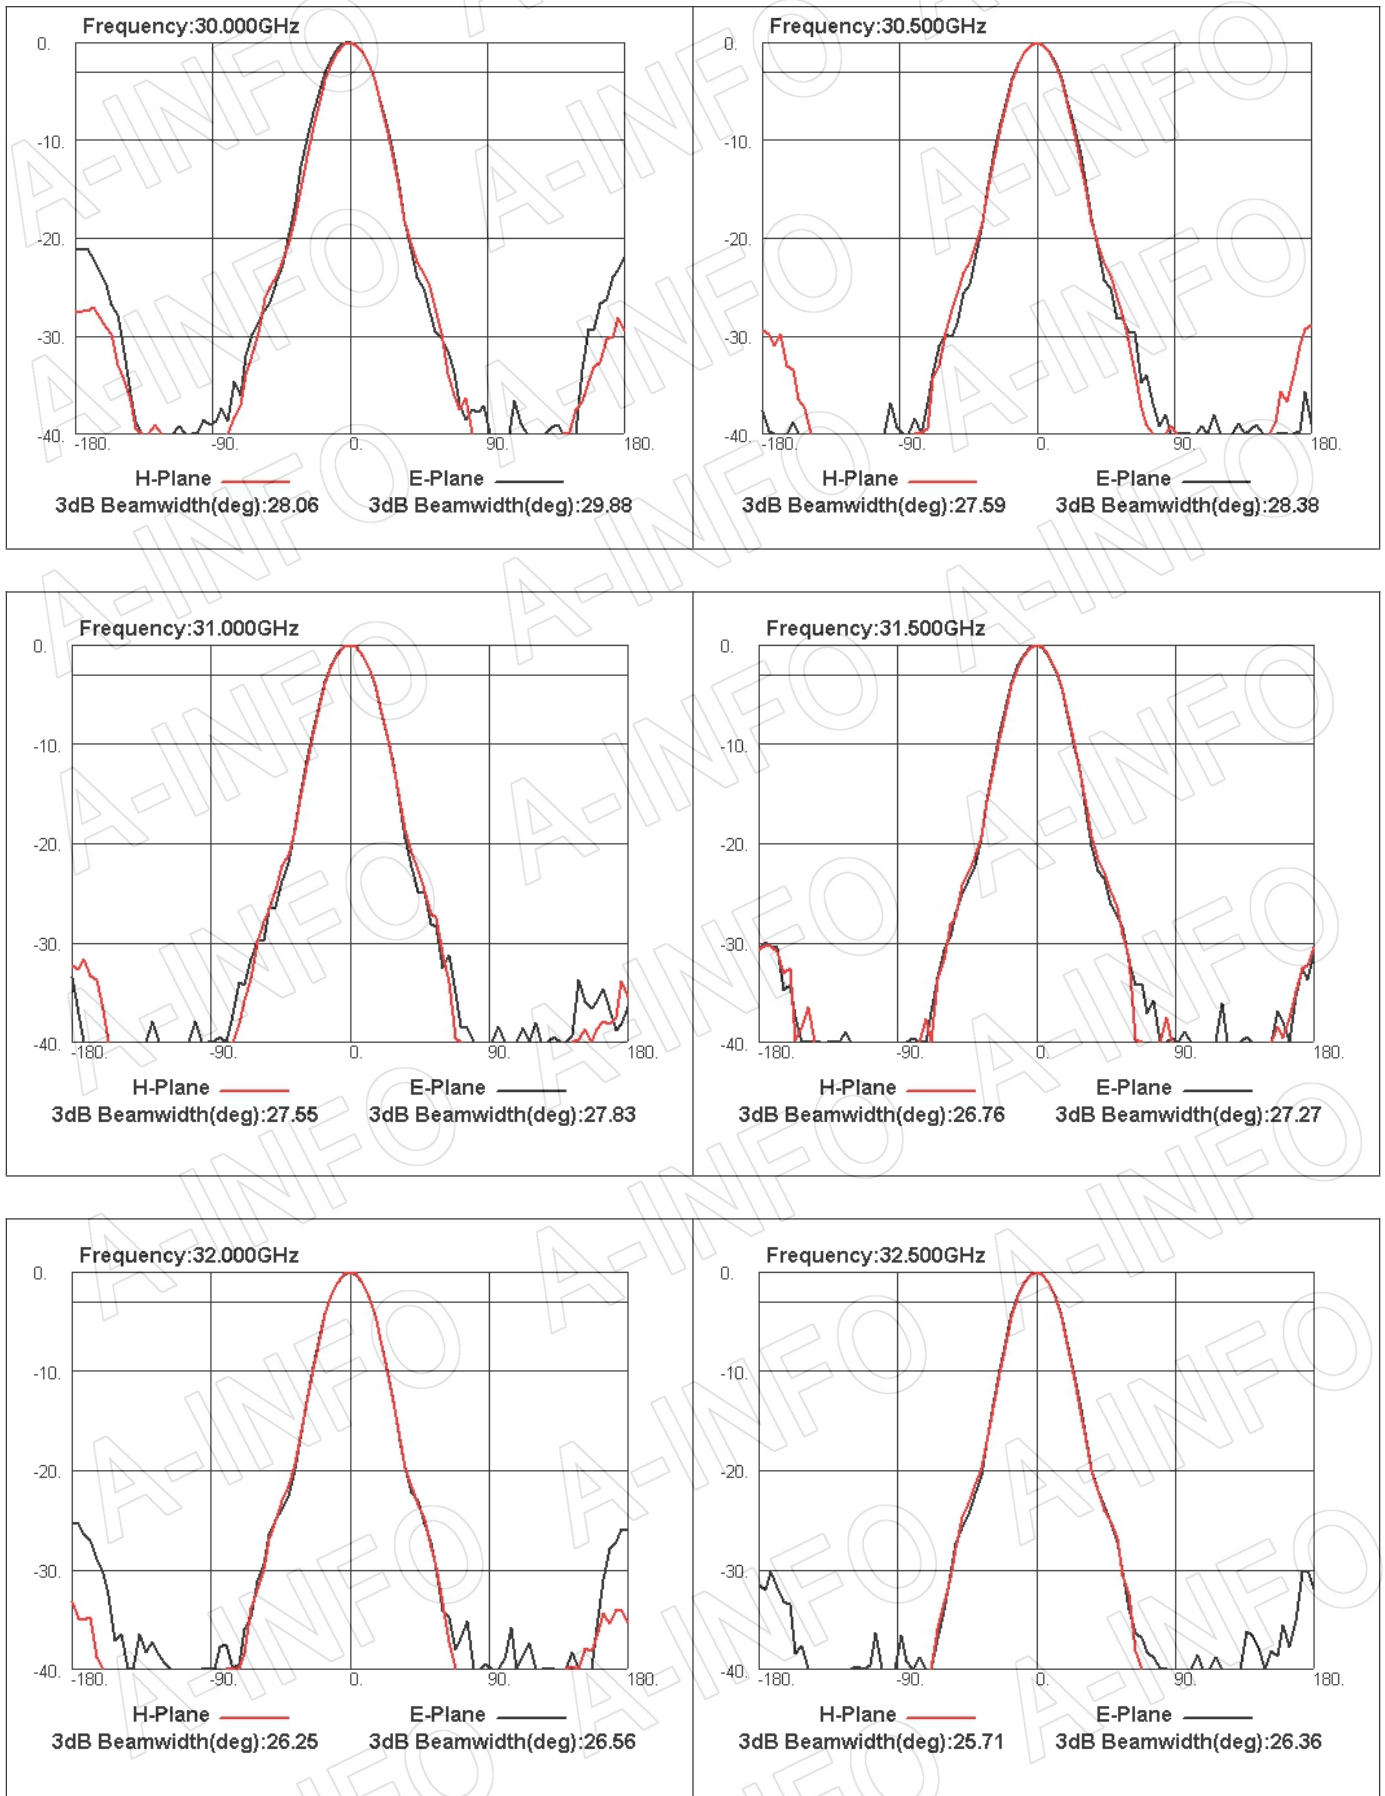 Frequency:30.000GHz
0.
-10.
-20.
-30.
-40.
-180.
-90.
0.
90.
180.
H-Plane
E-Plane
3dB Beamwidth(deg):28.06
3dB Beamwidth(deg):29.88
Frequency:30.500GHz
0.
-10.
-20.
-30.
-40.
-180.
-90.
0.
90.
180.
H-Plane
E-Plane
3dB Beamwidth(deg):27.59
3dB Beamwidth(deg):28.38
Frequency:31.000GHz
0.
-10.
-20.
-30.
-40.
-180.
-90.
0.
90.
180.
H-Plane
E-Plane
3dB Beamwidth(deg):27.55
3dB Beamwidth(deg):27.83
Frequency:31.500GHz
0.
-10.
-20.
-30.
-40.
-180.
-90.
0.
90.
180.
H-Plane
E-Plane
3dB Beamwidth(deg):26.76
3dB Beamwidth(deg):27.27
Frequency:32.000GHz
0.
-10.
-20.
-30.
-40.
-180.
-90.
0.
90.
180.
H-Plane
E-Plane
3dB Beamwidth(deg):26.25
3dB Beamwidth(deg):26.56
Frequency:32.500GHz
0.
-10.
-20.
-30.
-40.
-180.
-90.
0.
90.
180.
H-Plane
E-Plane
3dB Beamwidth(deg):25.71
3dB Beamwidth(deg):26.36
A-INFO